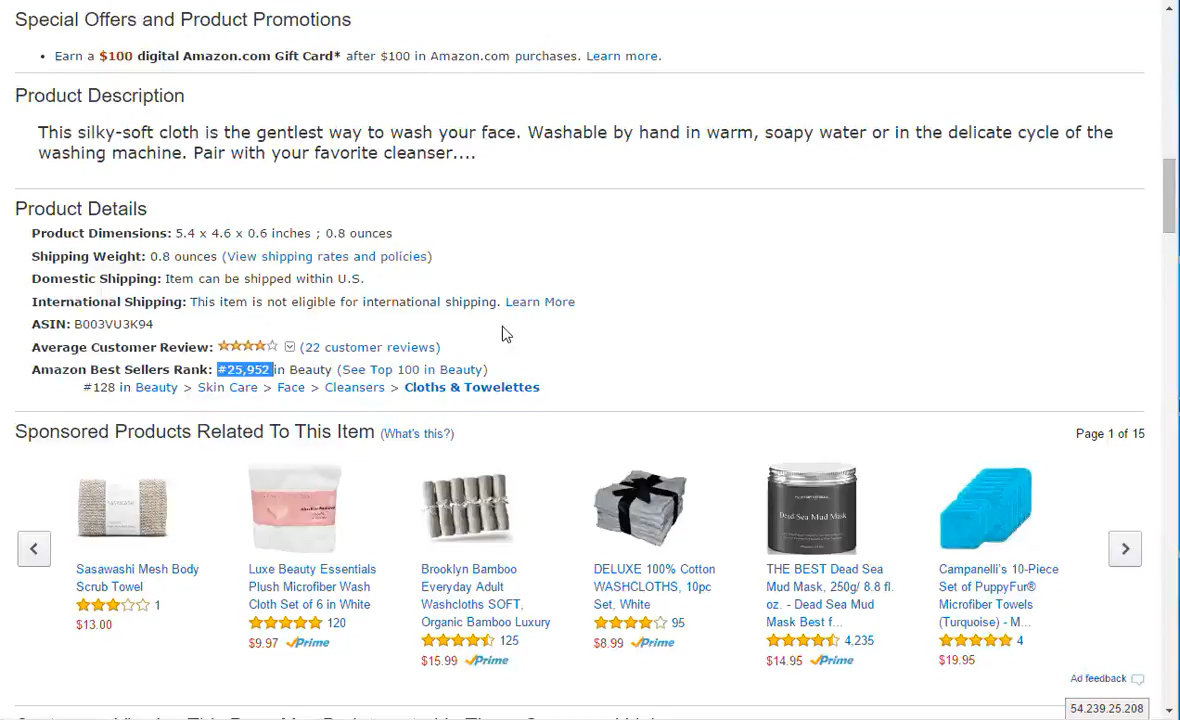 Special Offers and Product Promotions
• Earn a $100 digital Amazon.com Gift Card* after $100 in Amazon.com purchases. Learn more.
Product Description
This silky-soft cloth is the gentlest way to wash your face. Washable by hand in warm, soapy water or in the delicate cycle of the
washing machine. Pair with your favorite cleanser....
Product Details
Product Dimensions: 5.4 x 4.6 x 0.6 inches ; 0.8 ounces
Shipping Weight: 0.8 ounces (View shipping rates and policies)
Domestic Shipping: Item can be shipped within U.S.
International Shipping: This item is not eligible for international shipping. Learn More
ASIN: B003VU3K94
Average Customer Review: (22 customer reviews)
Amazon Best Sellers Rank: #25,952 in Beauty (See Top 100 in Beauty)
#128 in Beauty > Skin Care > Face > Cleansers > Cloths & Towelettes
Sponsored Products Related To This Item (What's this?) Page 1 of 15
Sasawashi Mesh Body
Scrub Towel
1
$13.00
Luxe Beauty Essentials
Plush Microfiber Wash
Cloth Set of 6 in White
120
$9.97 Prime
Brooklyn Bamboo
Everyday Adult
Washcloths SOFT,
Organic Bamboo Luxury
125
$15.99 Prime
DELUXE 100% Cotton
WASHCLOTHS, 10pc
Set, White
95
$8.99 Prime
Dead Sea Mud Mask
THE BEST Dead Sea
Mud Mask, 250g/ 8.8 fl.
oz. - Dead Sea Mud
Mask Best f...
4,235
$14.95 Prime
Campanelli's 10-Piece
Set of PuppyFur®
Microfiber Towels
(Turquoise) - M...
4
$19.95
Ad feedback
54.239.25.208